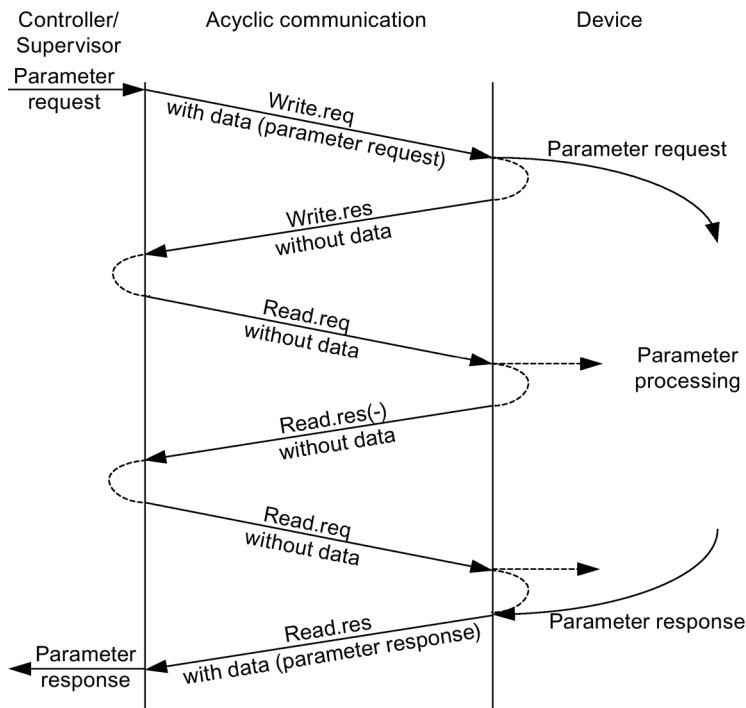 Controller/
Supervisor
Acyclic communication
Device
Parameter
request
Write.req
with data (parameter request)
Parameter request
Write.res
without data
Read.req
without data
Parameter
processing
Read.res(-)
without data
Read.req
without data
Parameter response
Read.res
with data (parameter response)
Parameter
response